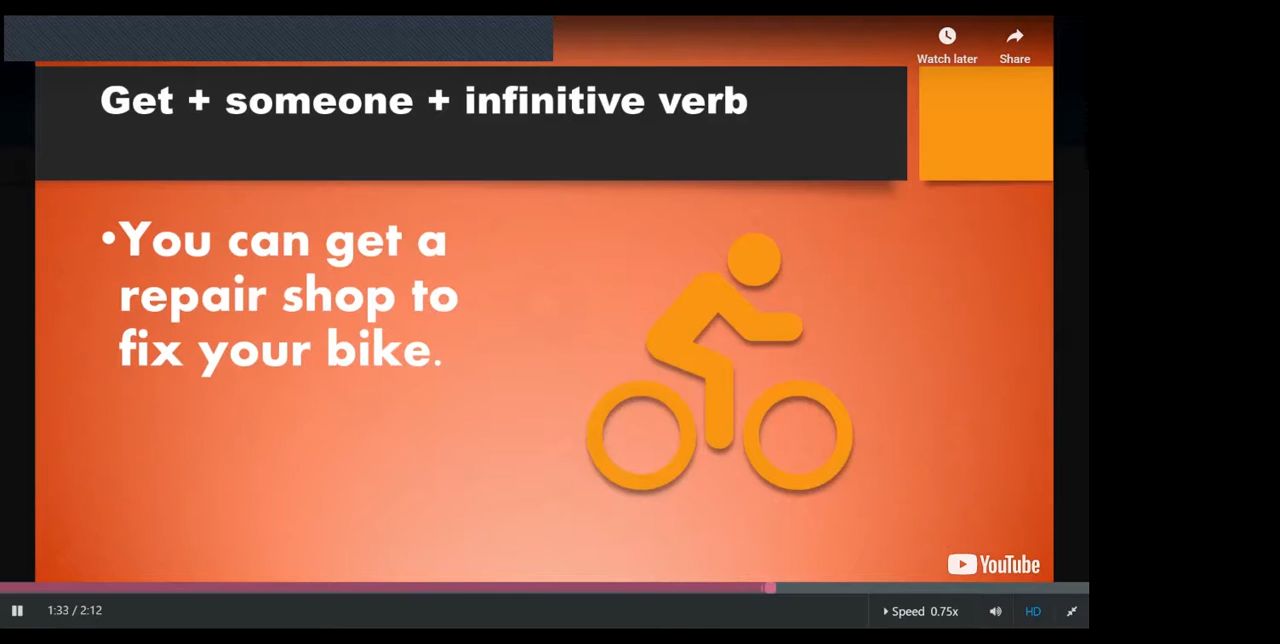 Watch later Share
Get + someone + infinitive verb
•You can get a
repair shop to
fix your bike.
YouTube
1:33 / 2:12 Speed 0.75x HD